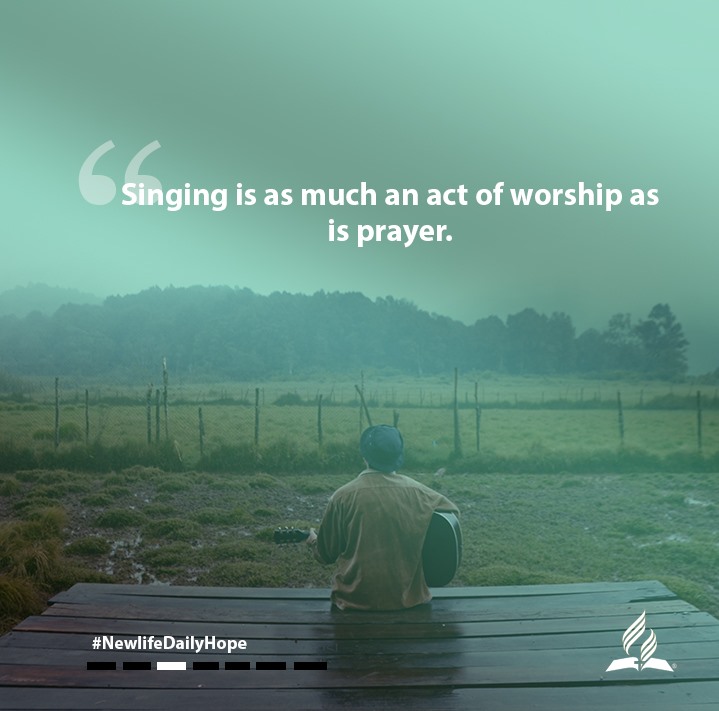 “
Singing is as much an act of worship as
is prayer.
#NewlifeDailyHope
®